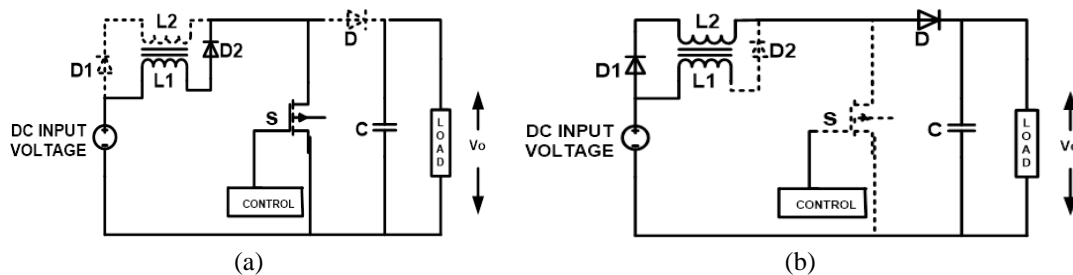 L2
D
D1
D2
L1
S
DC INPUT
VOLTAGE
C
LOAD
Vo
CONTROL
(a)
L2
D
D1
D2
L1
S
DC INPUT
VOLTAGE
C
LOAD
Vo
CONTROL
(b)